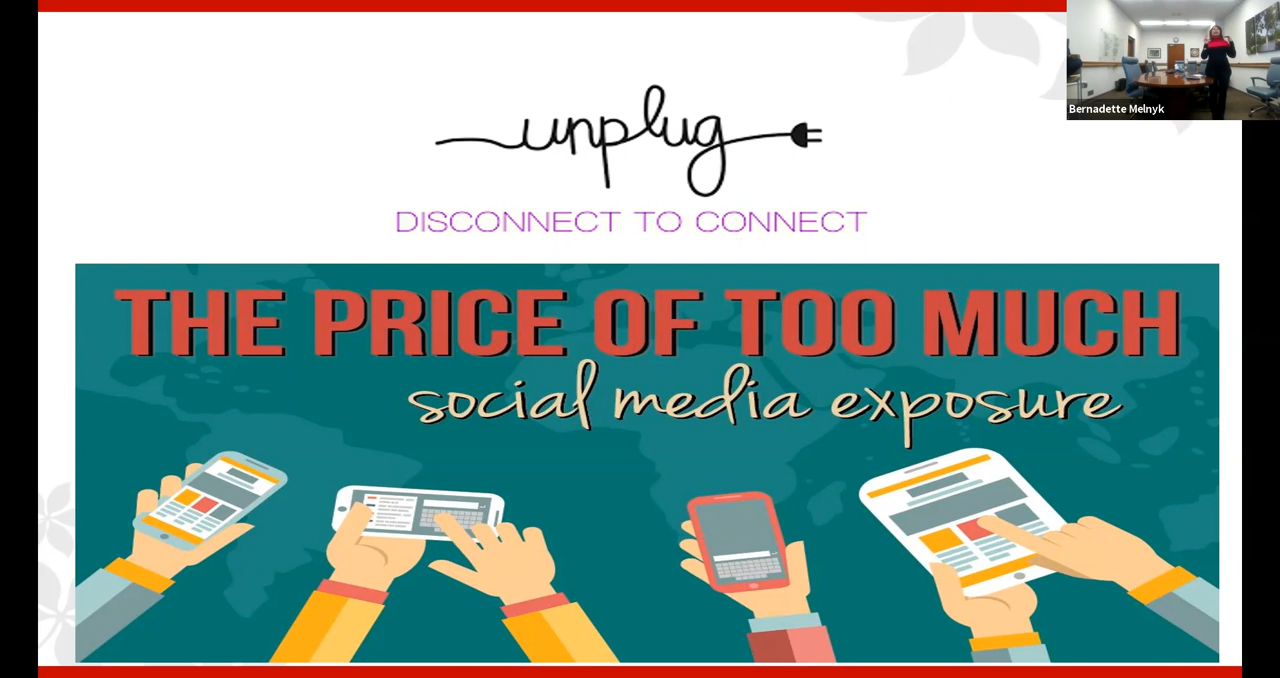 unplug
DISCONNECT TO CONNECT
THE PRICE OF TOO MUCH
social media exposure
Bernadette Melnyk